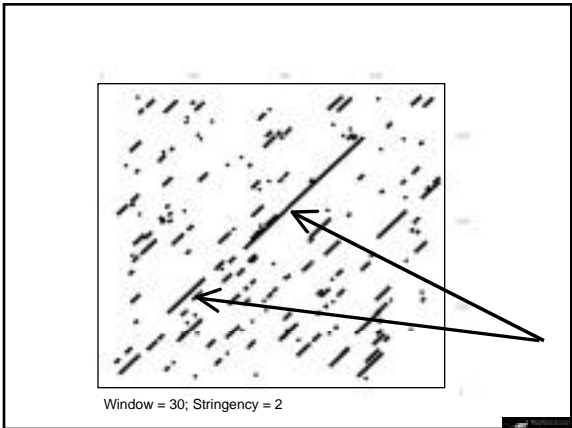 Window = 30; Stringency = 2